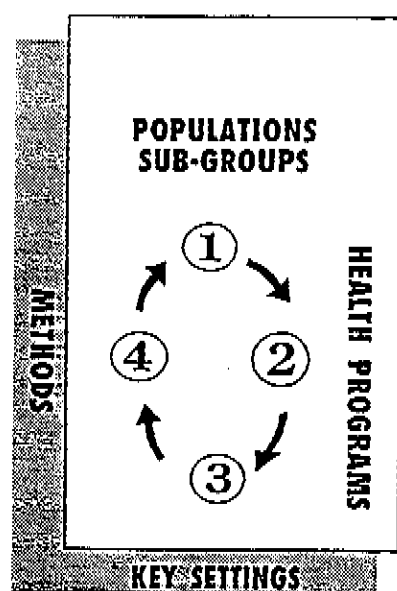 POPULATIONS
SUB-GROUPS
1
2
3
4
METHODS
HEALTH PROGRAMS
KEY SETTINGS